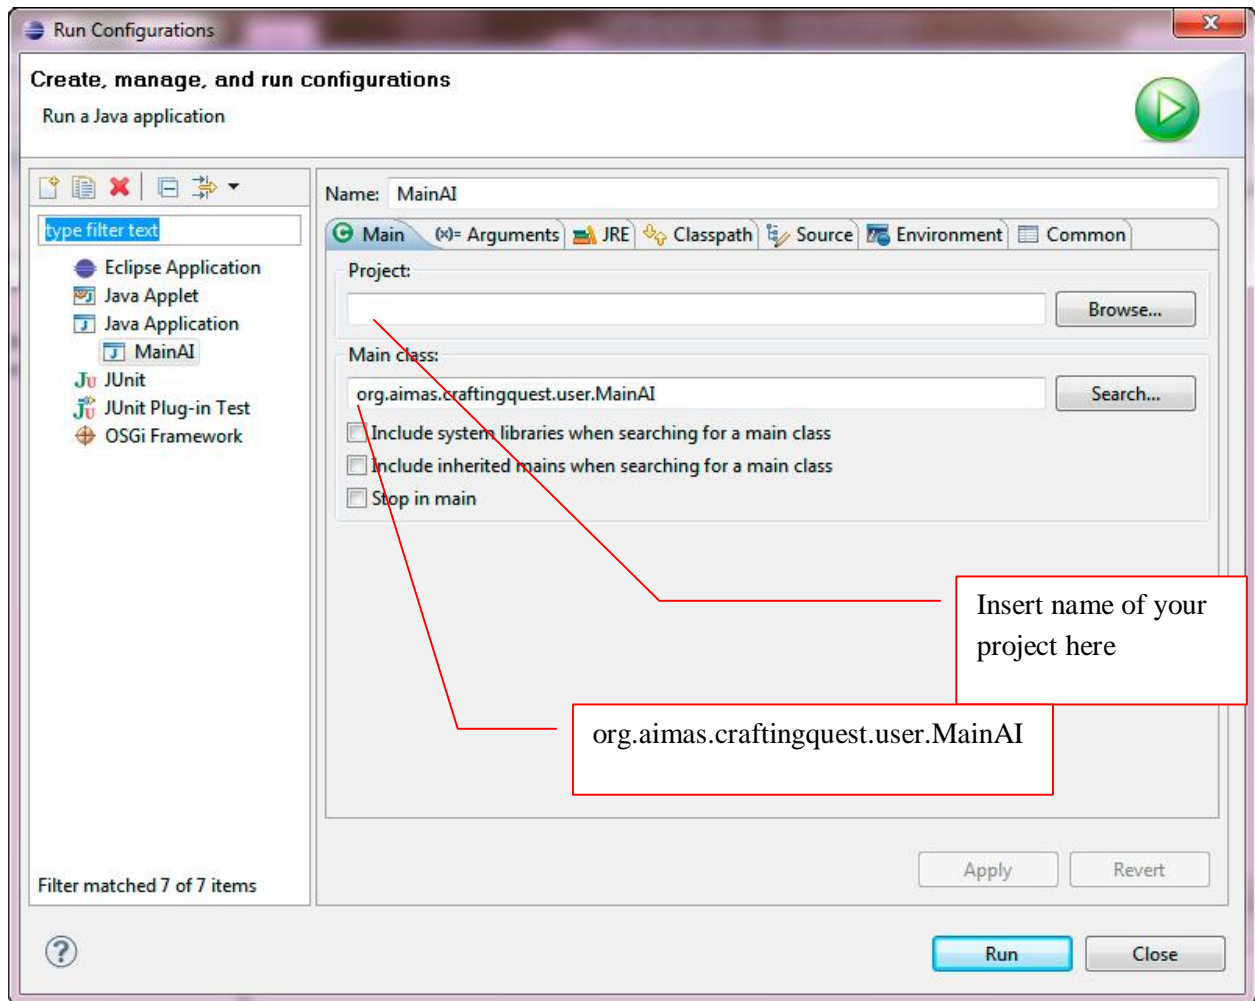 Run Configurations
Create, manage, and run configurations
Run a Java application
type filter text
Eclipse Application
Java Applet
Java Application
MainAI
JUnit
JUnit Plug-in Test
OSGi Framework
Filter matched 7 of 7 items
Name: MainAI
Main (x)= Arguments JRE Classpath Source Environment Common
Project:
Browse...
Main class:
org.aimas.craftingquest.user.MainAI Search...
Include system libraries when searching for a main class
Include inherited mains when searching for a main class
Stop in main
Insert name of your
project here
org.aimas.craftingquest.user.MainAI
Apply Revert
Run Close